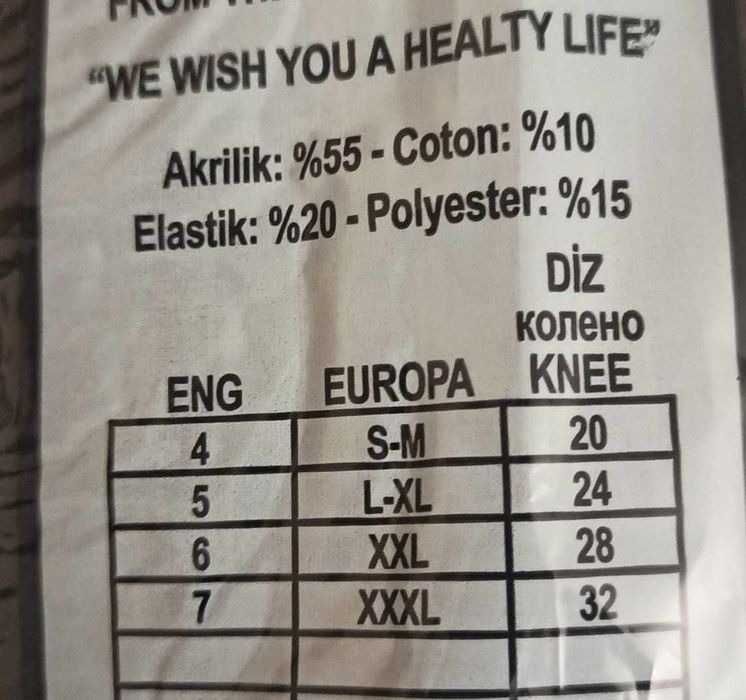 FROM
“WE WISH YOU A HEALTY LIFE”
Akrilik: %55 - Coton: %10
Elastik: %20 - Polyester: %15
DİZ
колено
ENG EUROPA KNEE
4 S-M 20
5 L-XL 24
6 XXL 28
7 XXXL 32